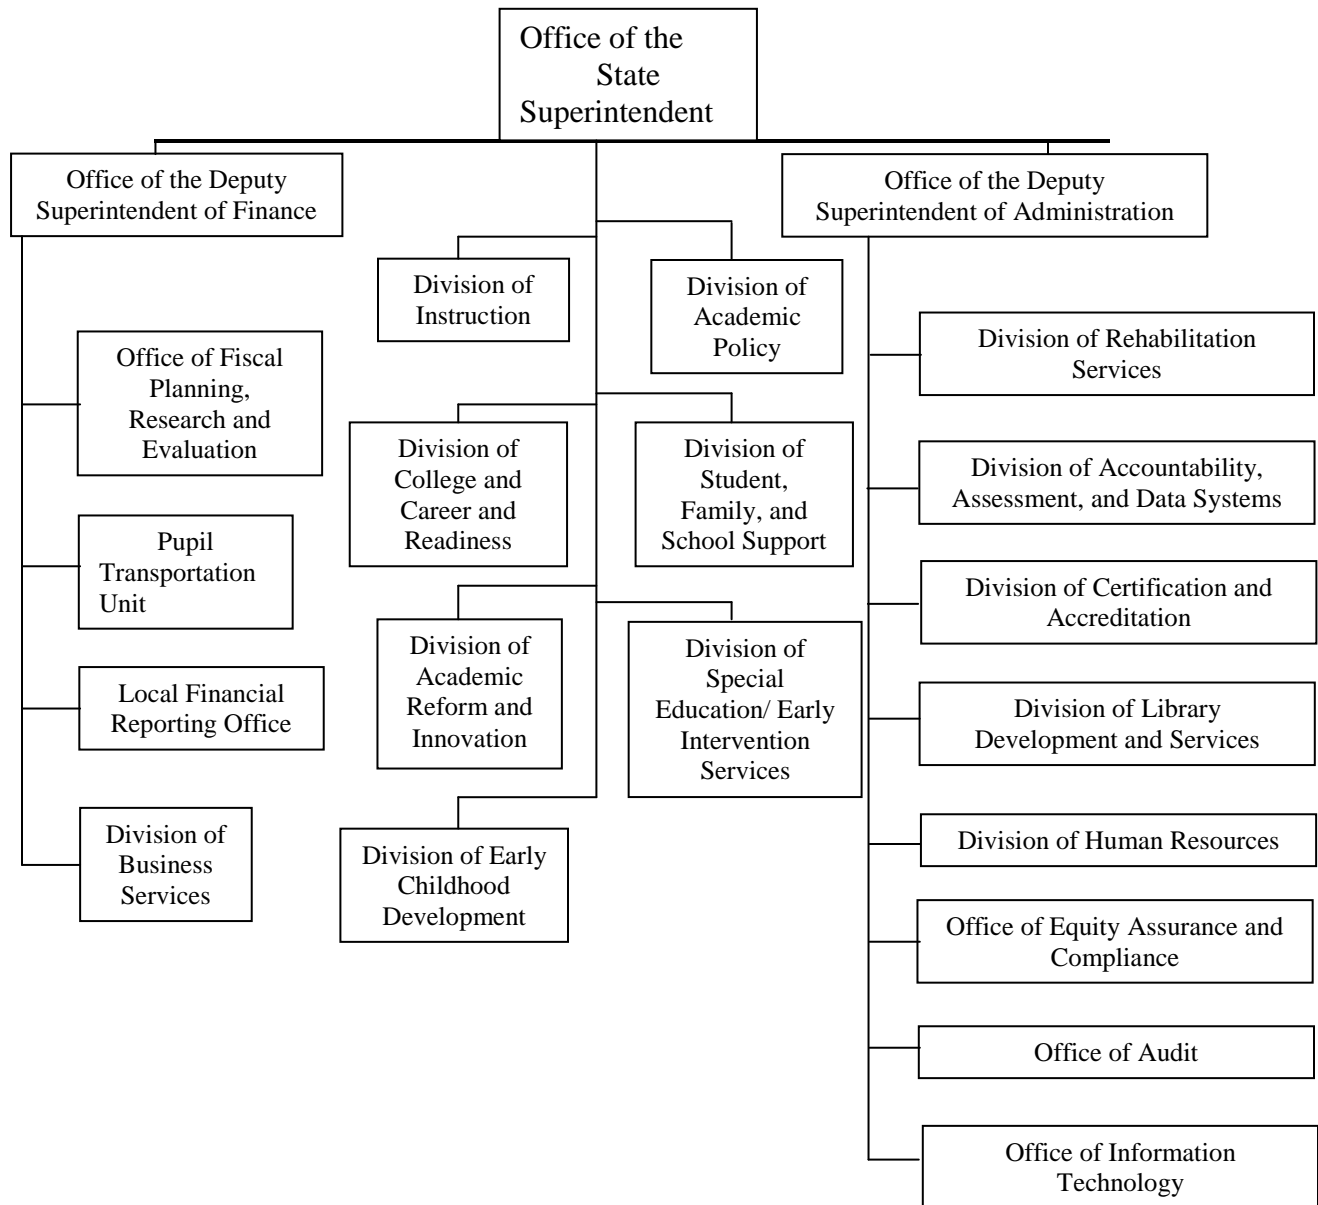 Office of the
State
Superintendent
Office of the Deputy
Superintendent of Finance
Office of the Deputy
Superintendent of Administration
Division of
Instruction
Division of
Academic
Policy
Office of Fiscal
Planning,
Research and
Evaluation
Division of
College and
Career and
Readiness
Division of
Student,
Family, and
School Support
Division of Rehabilitation
Services
Division of Accountability,
Assessment, and Data Systems
Pupil
Transportation
Unit
Division of
Academic
Reform and
Innovation
Division of
Special
Education/ Early
Intervention
Services
Division of Certification and
Accreditation
Local Financial
Reporting Office
Division of Library
Development and Services
Division of
Business
Services
Division of Early
Childhood
Development
Division of Human Resources
Office of Equity Assurance and
Compliance
Office of Audit
Office of Information
Technology